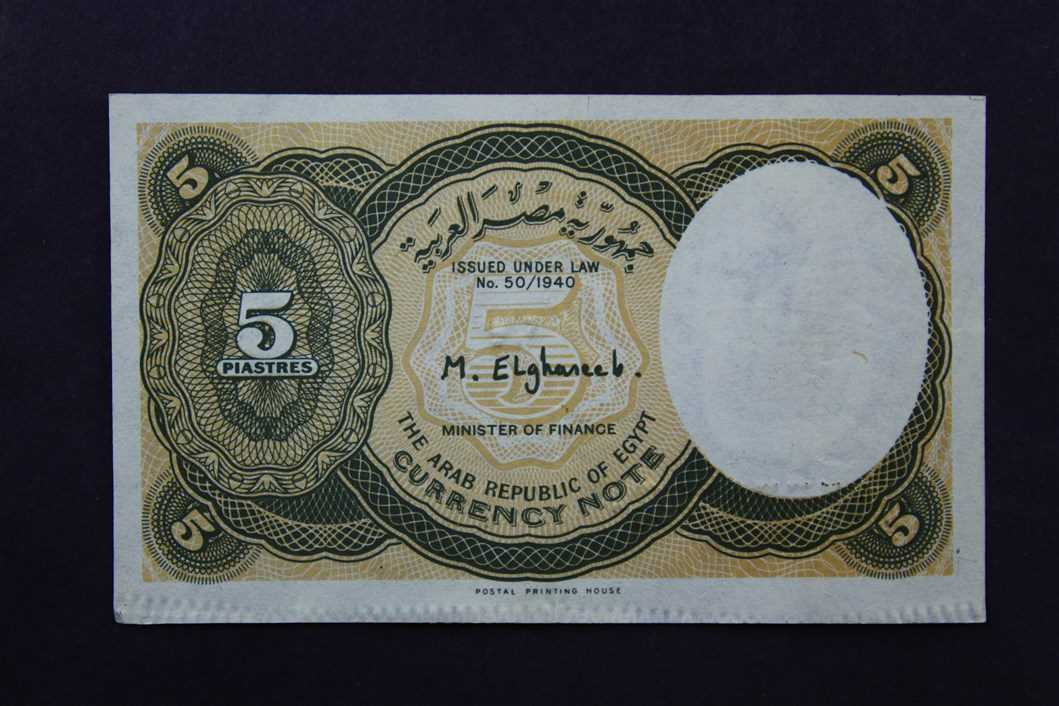 5
5
جمهورية مصر العربية
ISSUED UNDER LAW
No. 50/1940
5
5
PIASTRES
M. ELghareeb.
MINISTER OF FINANCE
THE ARAB REPUBLIC OF EGYPT
CURRENCY NOTE
5
5
POSTAL PRINTING HOUSE